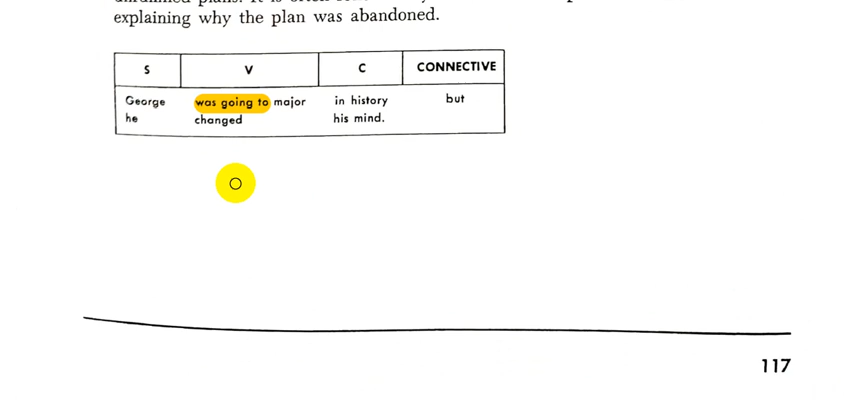 explaining why the plan was abandoned.
S V C CONNECTIVE
George was going to major in history but
he changed his mind.
117